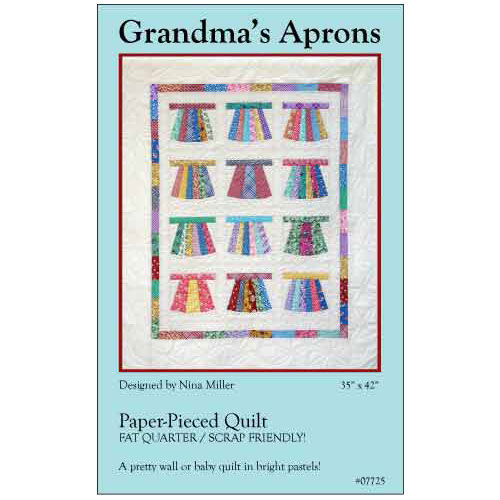 Grandma's Aprons
Designed by Nina Miller 35" x 42"
Paper-Pieced Quilt
FAT QUARTER / SCRAP FRIENDLY!
A pretty wall or baby quilt in bright pastels!
#07725